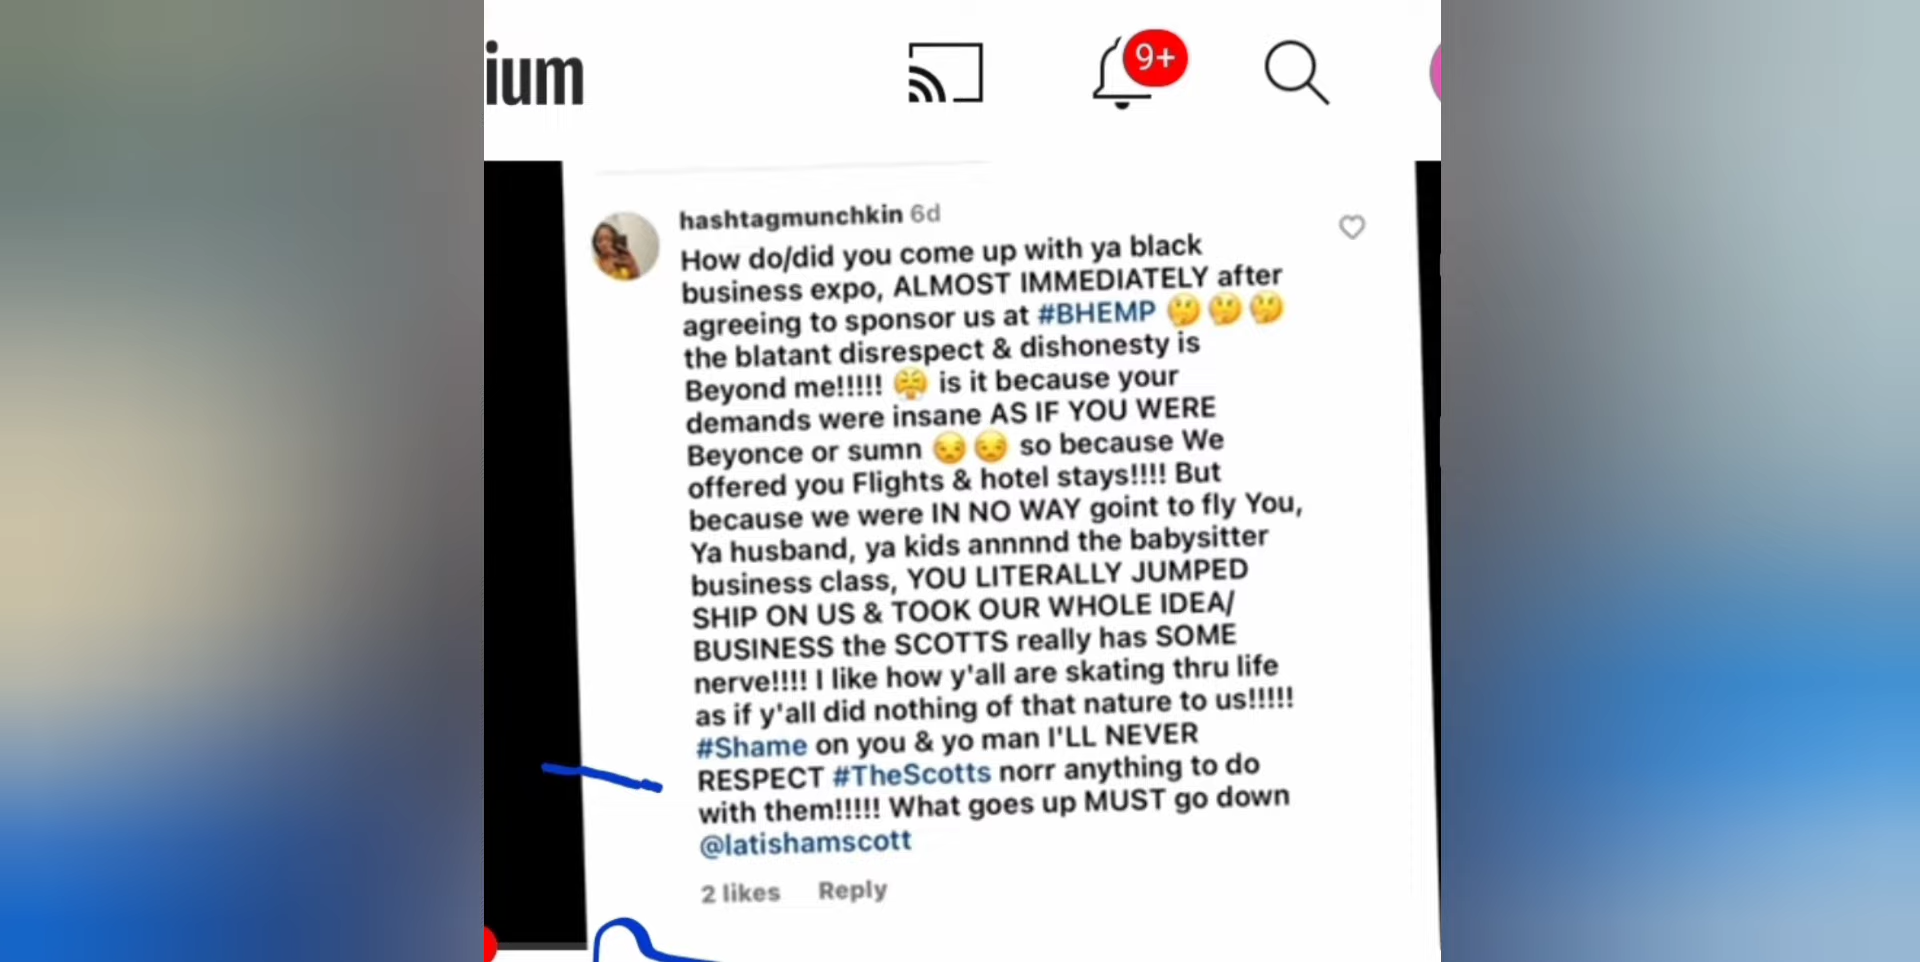 ium
9+
hashtagmunchkin 6d
How do/did you come up with ya black
business expo, ALMOST IMMEDIATELY after
agreeing to sponsor us at #BHEMP 🤔🤔🤔
the blatant disrespect & dishonesty is
Beyond me!!!!! 😤 is it because your
demands were insane AS IF YOU WERE
Beyonce or sumn 😒😒 so because We
offered you Flights & hotel stays!!!! But
because we were IN NO WAY goint to fly You,
Ya husband, ya kids annnnd the babysitter
business class, YOU LITERALLY JUMPED
SHIP ON US & TOOK OUR WHOLE IDEA/
BUSINESS the SCOTTS really has SOME
nerve!!!! I like how y'all are skating thru life
as if y'all did nothing of that nature to us!!!!!
#Shame on you & yo man I'LL NEVER
RESPECT #TheScotts norr anything to do
with them!!!!! What goes up MUST go down
@latishamscott
2 likes Reply